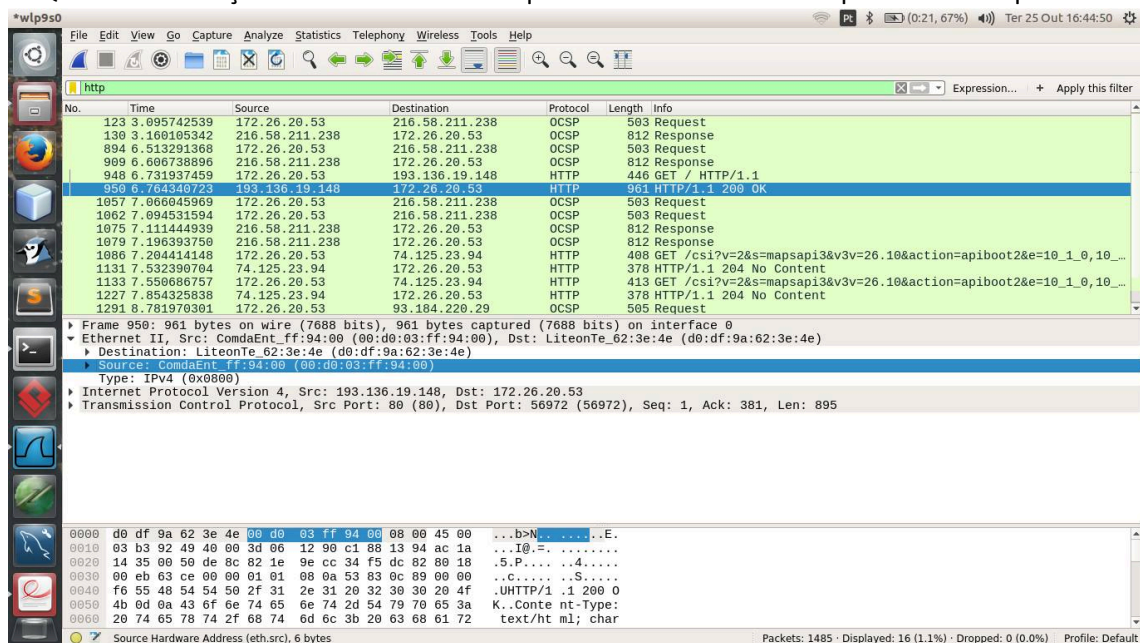 *wlp9s0
Pt (0:21, 67%) Ter 25 Out 16:44:50
File Edit View Go Capture Analyze Statistics Telephony Wireless Tools Help
http Expression... + Apply this filter
No. Time Source Destination Protocol Length Info
123 3.095742539 172.26.20.53 216.58.211.238 OCSP 503 Request
130 3.160105342 216.58.211.238 172.26.20.53 OCSP 812 Response
894 6.513291368 172.26.20.53 216.58.211.238 OCSP 503 Request
909 6.606738896 216.58.211.238 172.26.20.53 OCSP 812 Response
948 6.731937459 172.26.20.53 193.136.19.148 HTTP 446 GET / HTTP/1.1
950 6.764340723 193.136.19.148 172.26.20.53 HTTP 961 HTTP/1.1 200 OK
1057 7.066045969 172.26.20.53 216.58.211.238 OCSP 503 Request
1062 7.094531594 172.26.20.53 216.58.211.238 OCSP 503 Request
1075 7.111444939 216.58.211.238 172.26.20.53 OCSP 812 Response
1079 7.196393750 216.58.211.238 172.26.20.53 OCSP 812 Response
1086 7.204414148 172.26.20.53 74.125.23.94 HTTP 408 GET /csi?v=2&s=mapsapi3&v3v=26.10&action=apiboot2&e=10_1_0,10_…
1131 7.532390704 74.125.23.94 172.26.20.53 HTTP 378 HTTP/1.1 204 No Content
1133 7.550686757 172.26.20.53 74.125.23.94 HTTP 413 GET /csi?v=2&s=mapsapi3&v3v=26.10&action=apiboot2&e=10_1_0,10_…
1227 7.854325838 74.125.23.94 172.26.20.53 HTTP 378 HTTP/1.1 204 No Content
1291 8.781970301 172.26.20.53 93.184.220.29 OCSP 505 Request
Frame 950: 961 bytes on wire (7688 bits), 961 bytes captured (7688 bits) on interface 0
Ethernet II, Src: ComdaEnt_ff:94:00 (00:d0:03:ff:94:00), Dst: LiteonTe_62:3e:4e (d0:df:9a:62:3e:4e)
Destination: LiteonTe_62:3e:4e (d0:df:9a:62:3e:4e)
Source: ComdaEnt_ff:94:00 (00:d0:03:ff:94:00)
Type: IPv4 (0x0800)
Internet Protocol Version 4, Src: 193.136.19.148, Dst: 172.26.20.53
Transmission Control Protocol, Src Port: 80 (80), Dst Port: 56972 (56972), Seq: 1, Ack: 381, Len: 895
0000 d0 df 9a 62 3e 4e 00 d0 03 ff 94 00 08 00 45 00 ...b>N.. ......E.
0010 03 b3 92 49 40 00 3d 06 12 90 c1 88 13 94 ac 1a ...I@.=. ........
0020 14 35 00 50 de 8c 82 1e 9e cc 34 f5 dc 82 80 18 .5.P.... ..4.....
0030 00 eb 63 ce 00 00 01 01 08 0a 53 83 0c 89 00 00 ..c..... ..S.....
0040 f6 55 48 54 54 50 2f 31 2e 31 20 32 30 30 20 4f .UHTTP/1 .1 200 O
0050 4b 0d 0a 43 6f 6e 74 65 6e 74 2d 54 79 70 65 3a K..Conte nt-Type:
0060 20 74 65 78 74 2f 68 74 6d 6c 3b 20 63 68 61 72 text/ht ml; char
Source Hardware Address (eth.src), 6 bytes Packets: 1485 · Displayed: 16 (1.1%) · Dropped: 0 (0.0%) Profile: Default